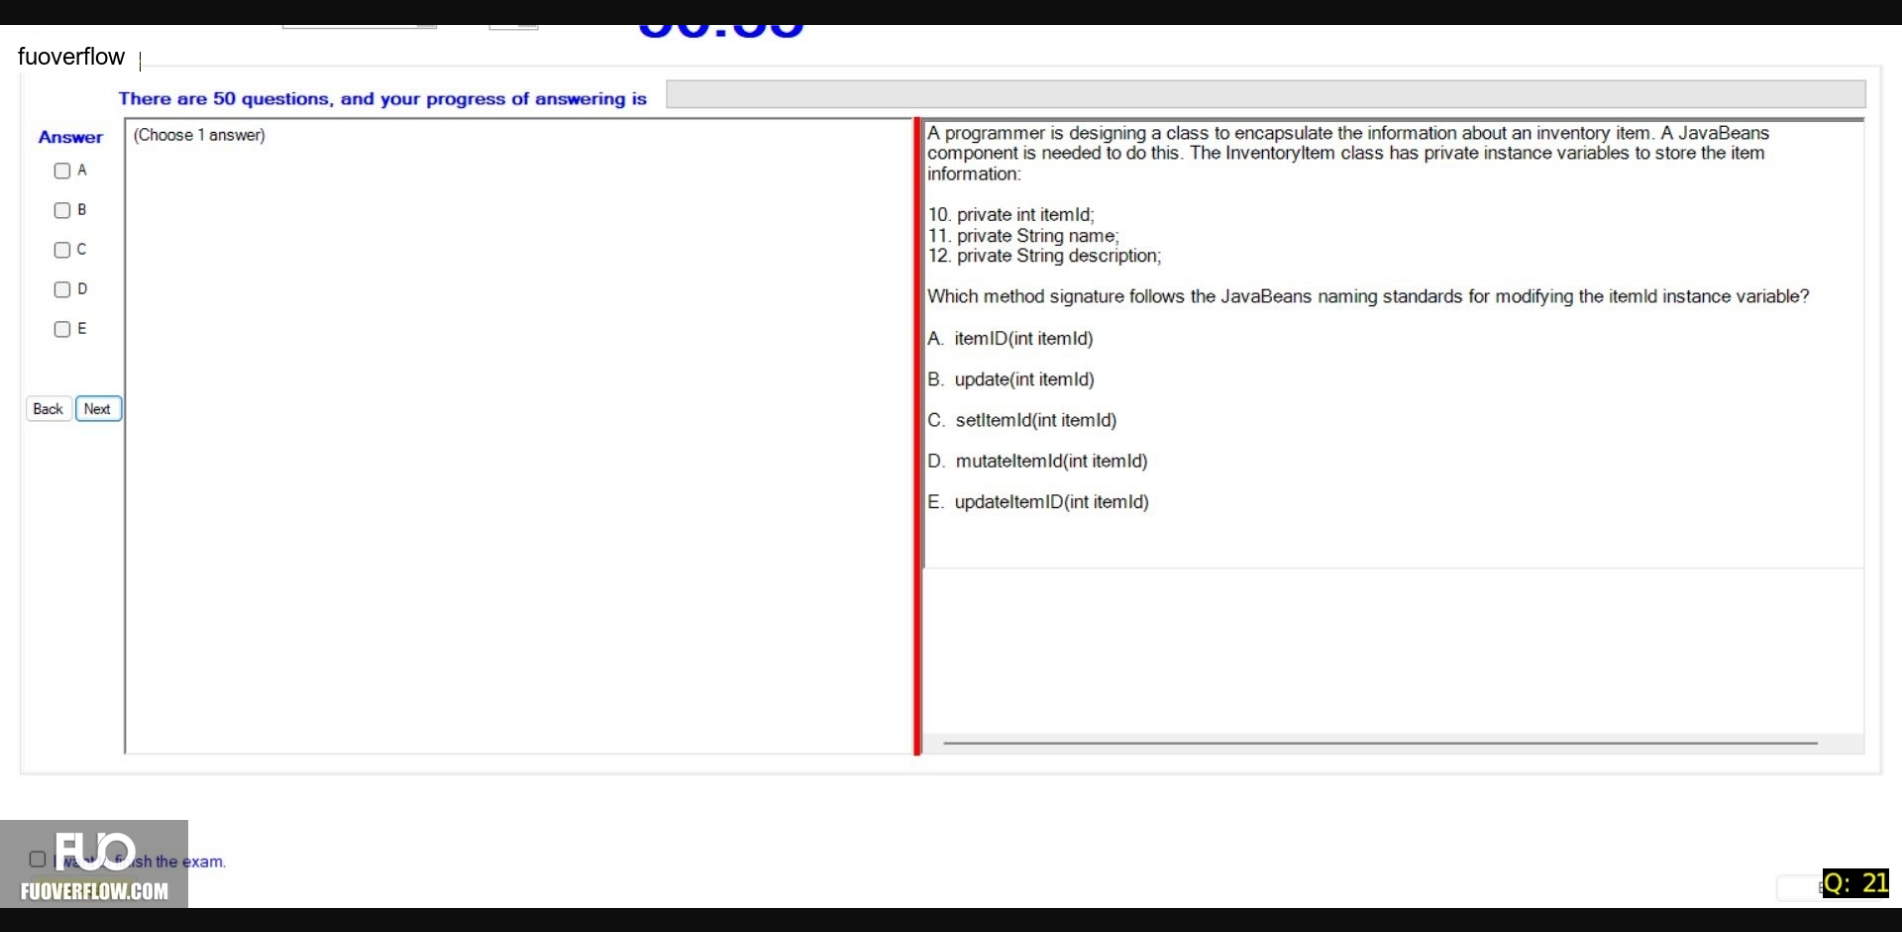 fuoverflow
There are 50 questions, and your progress of answering is
Answer
(Choose 1 answer)
A
B
C
D
E
Back Next
A programmer is designing a class to encapsulate the information about an inventory item. A JavaBeans
component is needed to do this. The InventoryItem class has private instance variables to store the item
information:
10. private int itemId;
11. private String name;
12. private String description;
Which method signature follows the JavaBeans naming standards for modifying the itemId instance variable?
A. itemID(int itemId)
B. update(int itemId)
C. setItemId(int itemId)
D. mutateItemId(int itemId)
E. updateItemID(int itemId)
FUO
the exam.
FUOVERFLOW.COM
Q: 21